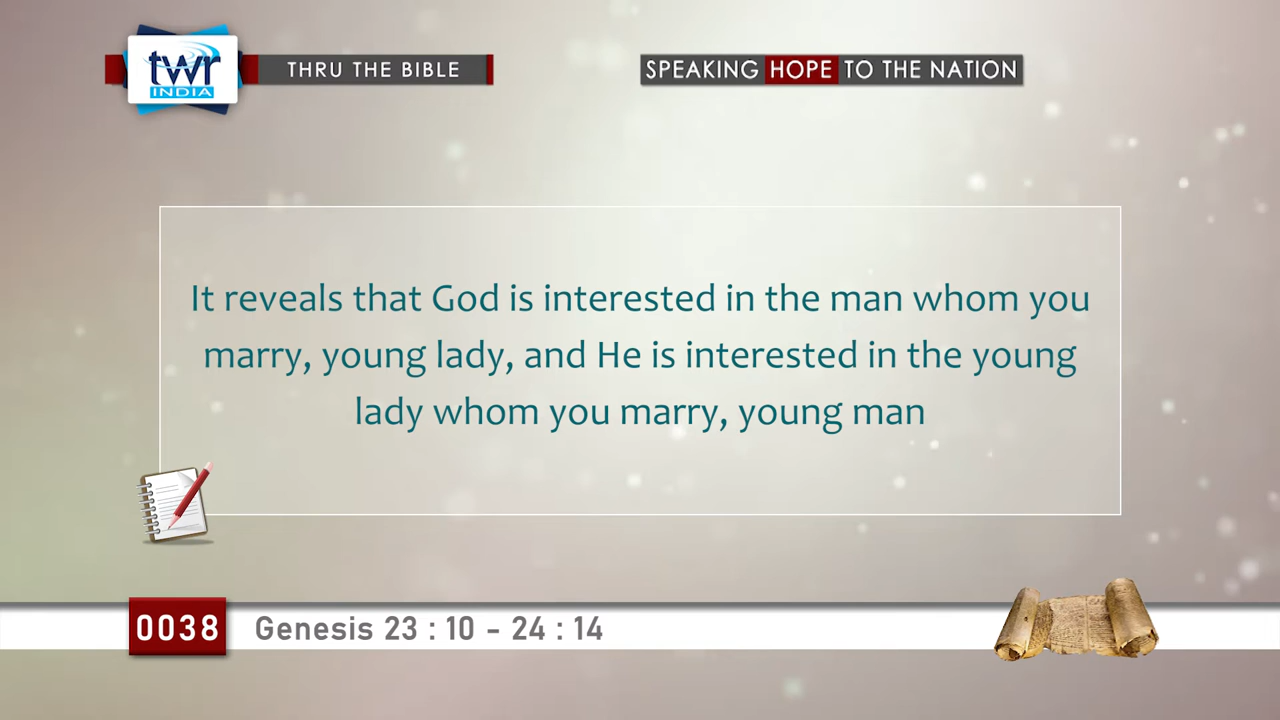 twr
INDIA
THRU THE BIBLE
SPEAKING HOPE TO THE NATION
It reveals that God is interested in the man whom you
marry, young lady, and He is interested in the young
lady whom you marry, young man
0038
Genesis 23 : 10 - 24 : 14